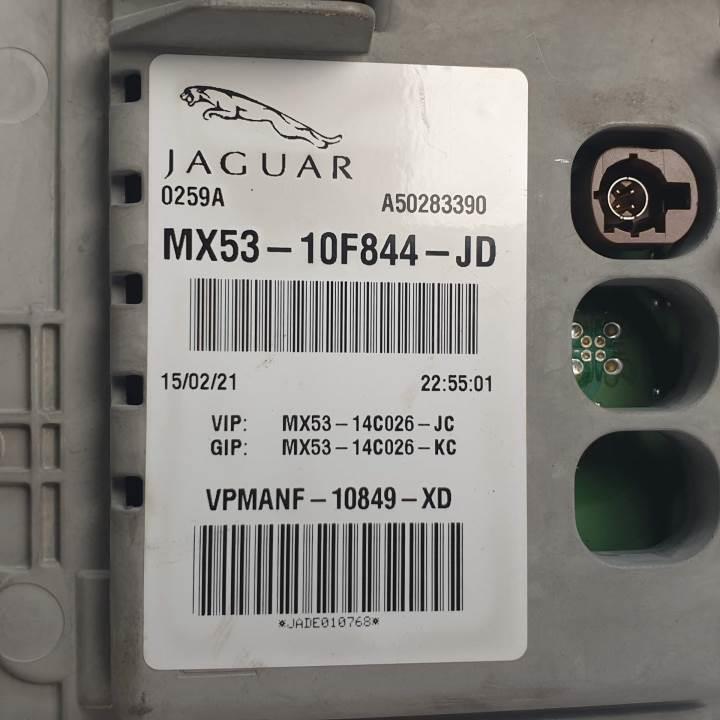 JAGUAR
0259A A50283390
MX53-10F844-JD
15/02/21 22:55:01
VIP: MX53-14C026-JC
GIP: MX53-14C026-KC
VPMANF-10849-XD
*JADE010768*